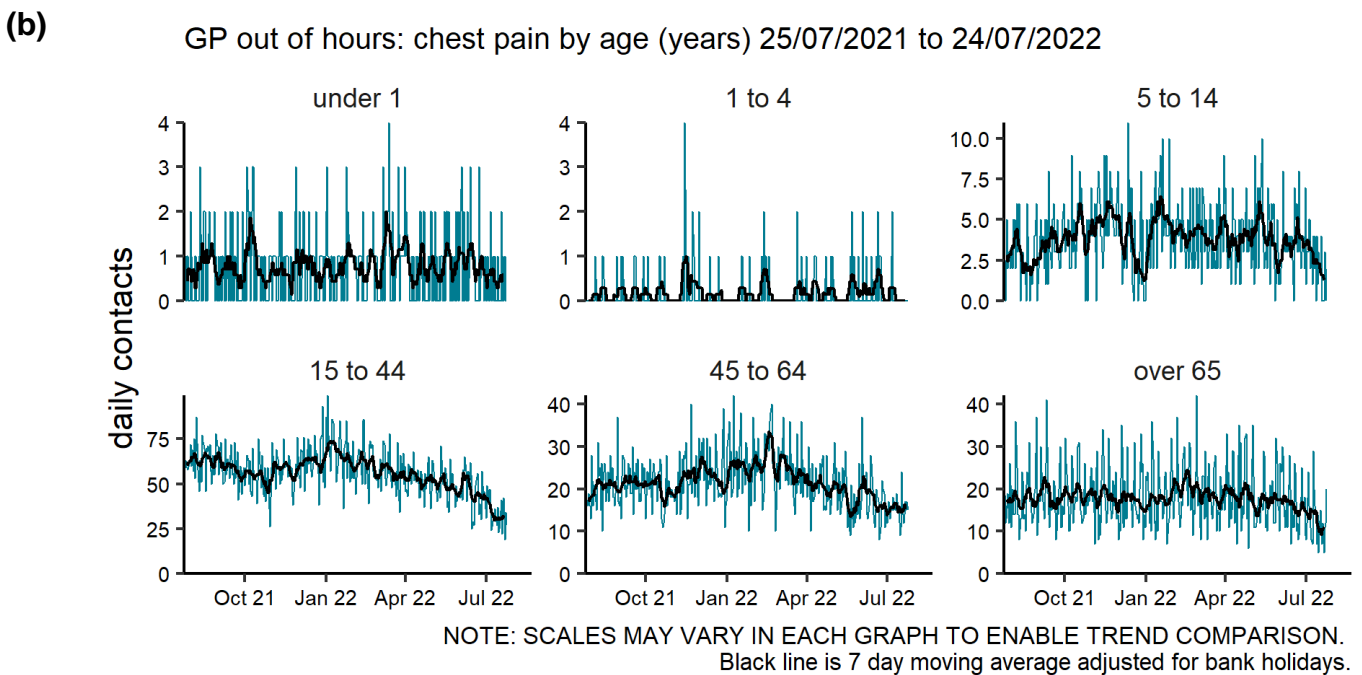 (b)
GP out of hours: chest pain by age (years) 25/07/2021 to 24/07/2022
daily contacts
under 1
4
3
2
1
0
1 to 4
4
3
2
1
0
5 to 14
10.0
7.5
5.0
2.5
0.0
15 to 44
75
50
25
0
Oct 21 Jan 22 Apr 22 Jul 22
45 to 64
40
30
20
10
0
Oct 21 Jan 22 Apr 22 Jul 22
over 65
40
30
20
10
0
Oct 21 Jan 22 Apr 22 Jul 22
NOTE: SCALES MAY VARY IN EACH GRAPH TO ENABLE TREND COMPARISON.
Black line is 7 day moving average adjusted for bank holidays.